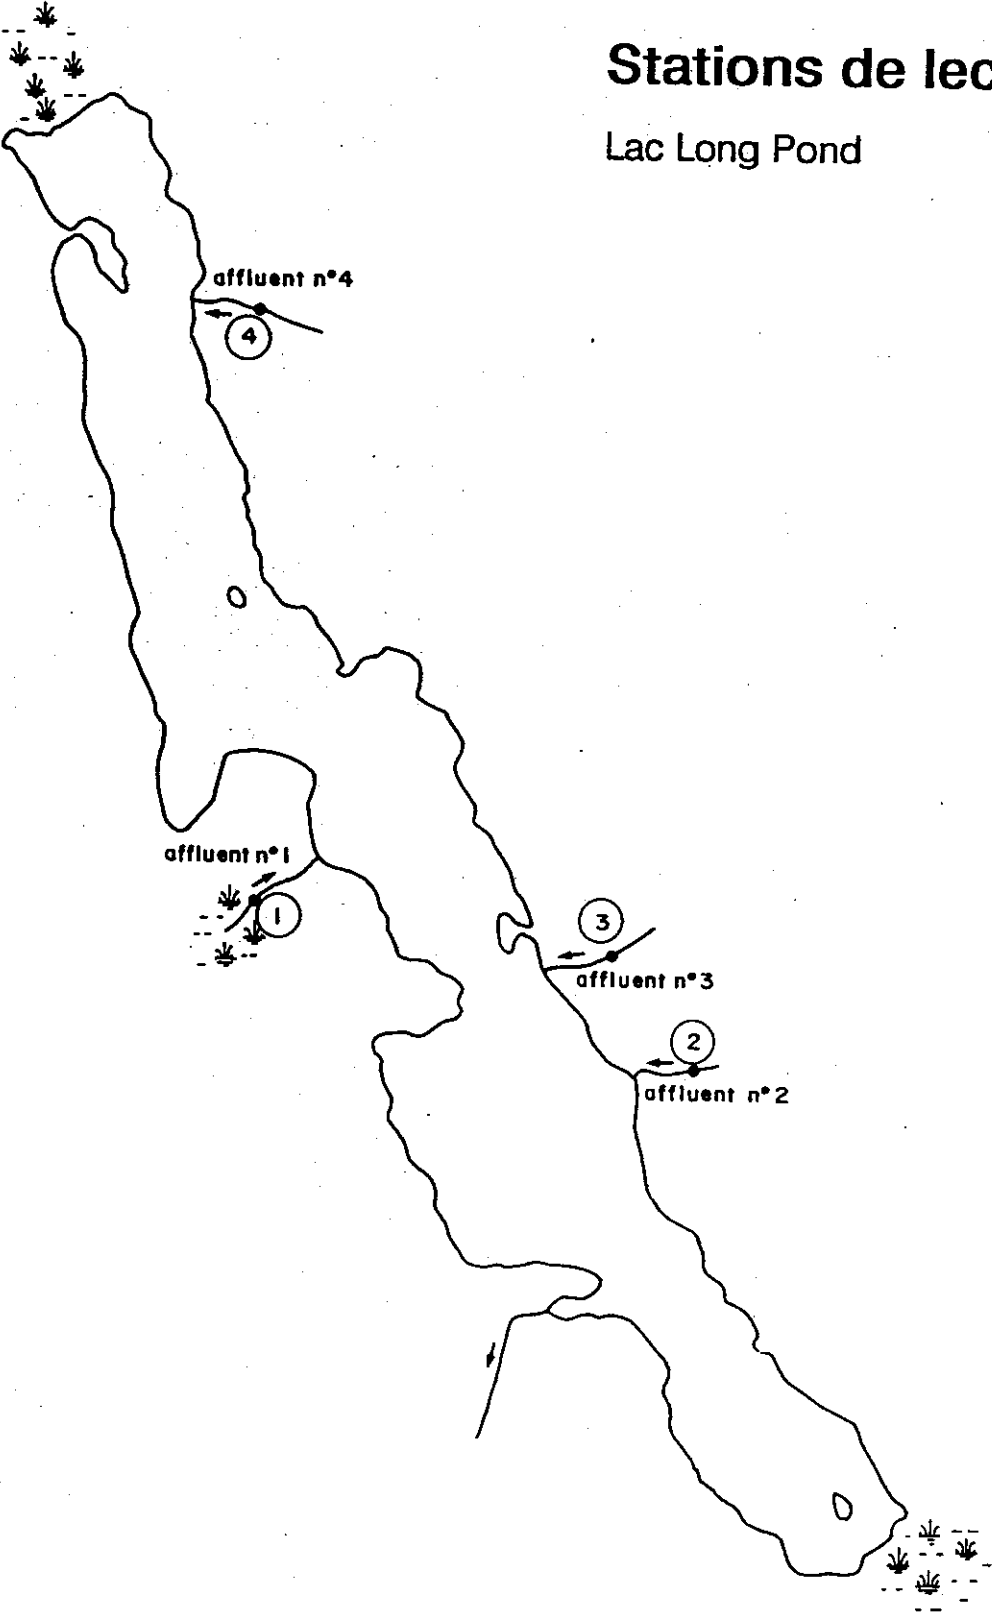 Stations de lec
Lac Long Pond
affluent n°4
4
affluent n°1
1
3
affluent n°3
2
affluent n°2